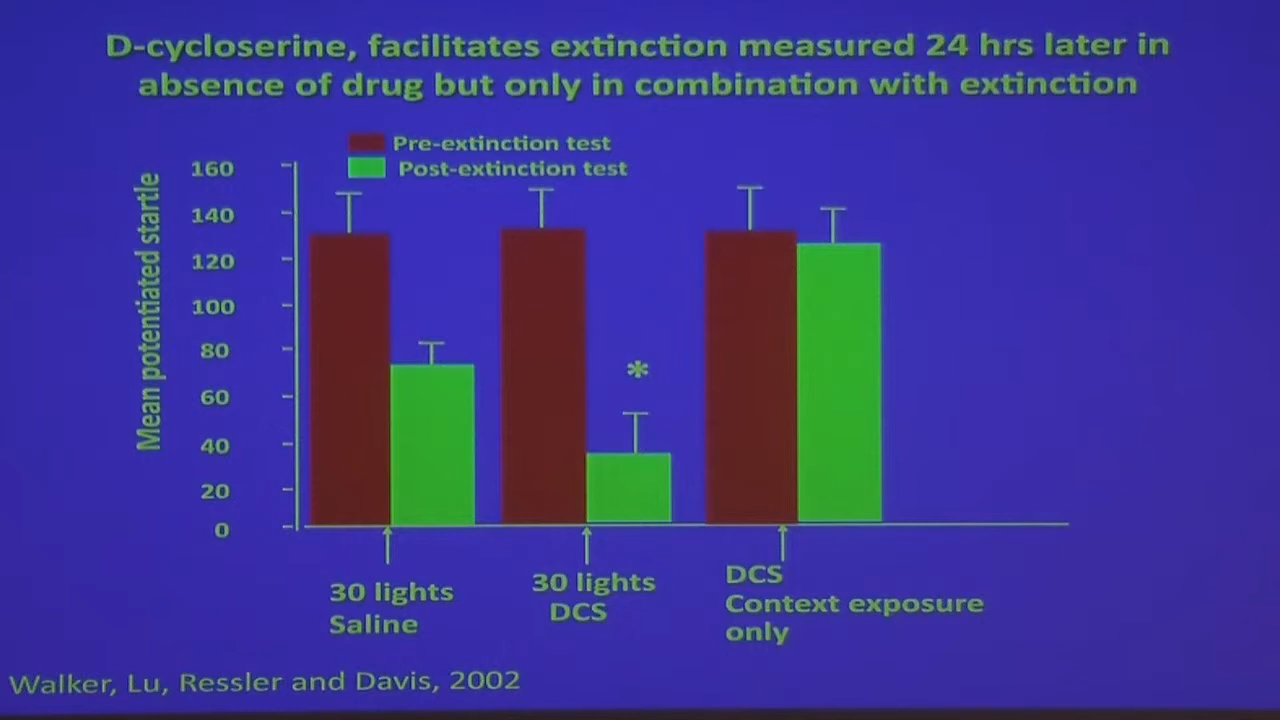 D-cycloserine, facilitates extinction measured 24 hrs later in
absence of drug but only in combination with extinction
Pre-extinction test
Post-extinction test
Mean potentiated startle
160
140
120
100
80
60
40
20
0
*
30 lights
Saline
30 lights
DCS
DCS
Context exposure
only
Walker, Lu, Ressler and Davis, 2002